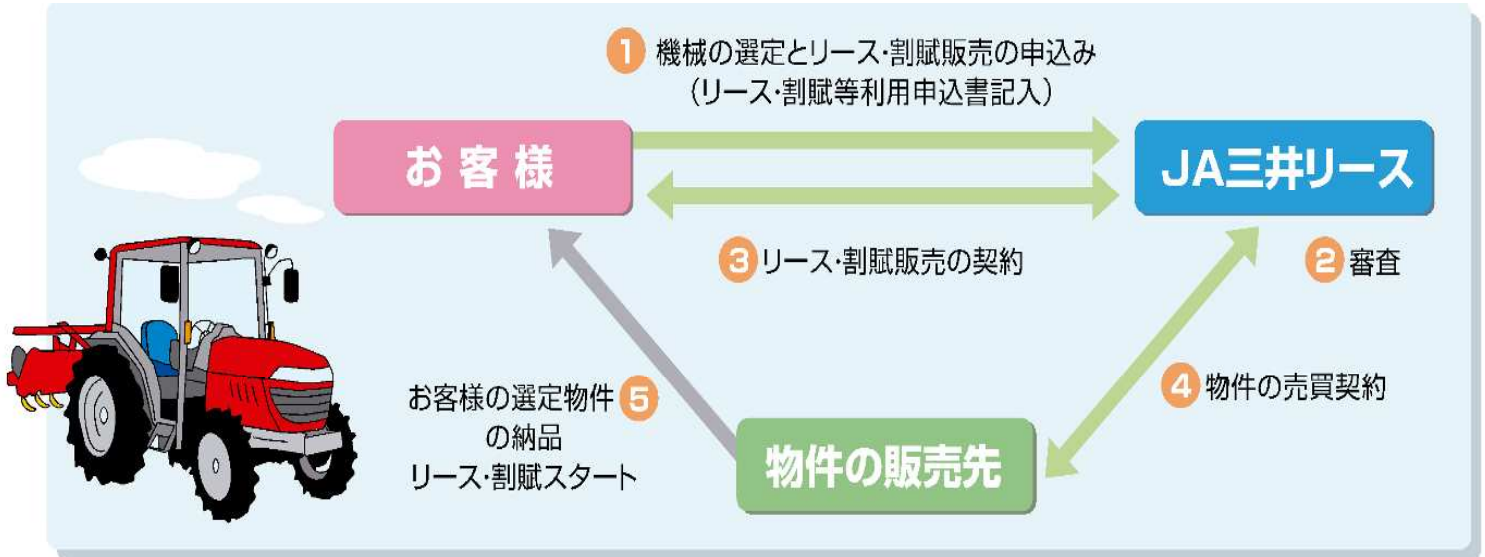 1 機械の選定とリース・割賦販売の申込み
（リース・割賦等利用申込書記入）
お客様
JA三井リース
3 リース・割賦販売の契約
2 審査
4 物件の売買契約
お客様の選定物件 5
の納品
リース・割賦スタート
物件の販売先